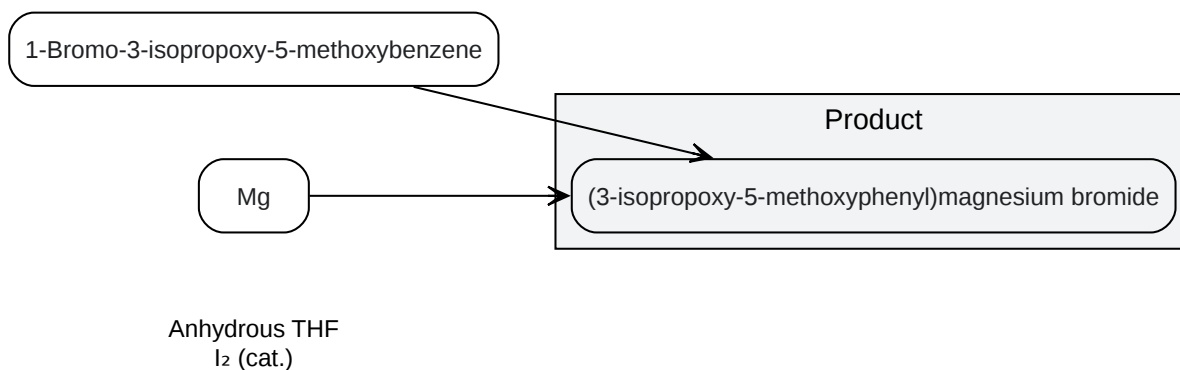 1-Bromo-3-isopropoxy-5-methoxybenzene
Product
Mg
(3-isopropoxy-5-methoxyphenyl)magnesium bromide
Anhydrous THF
I₂ (cat.)